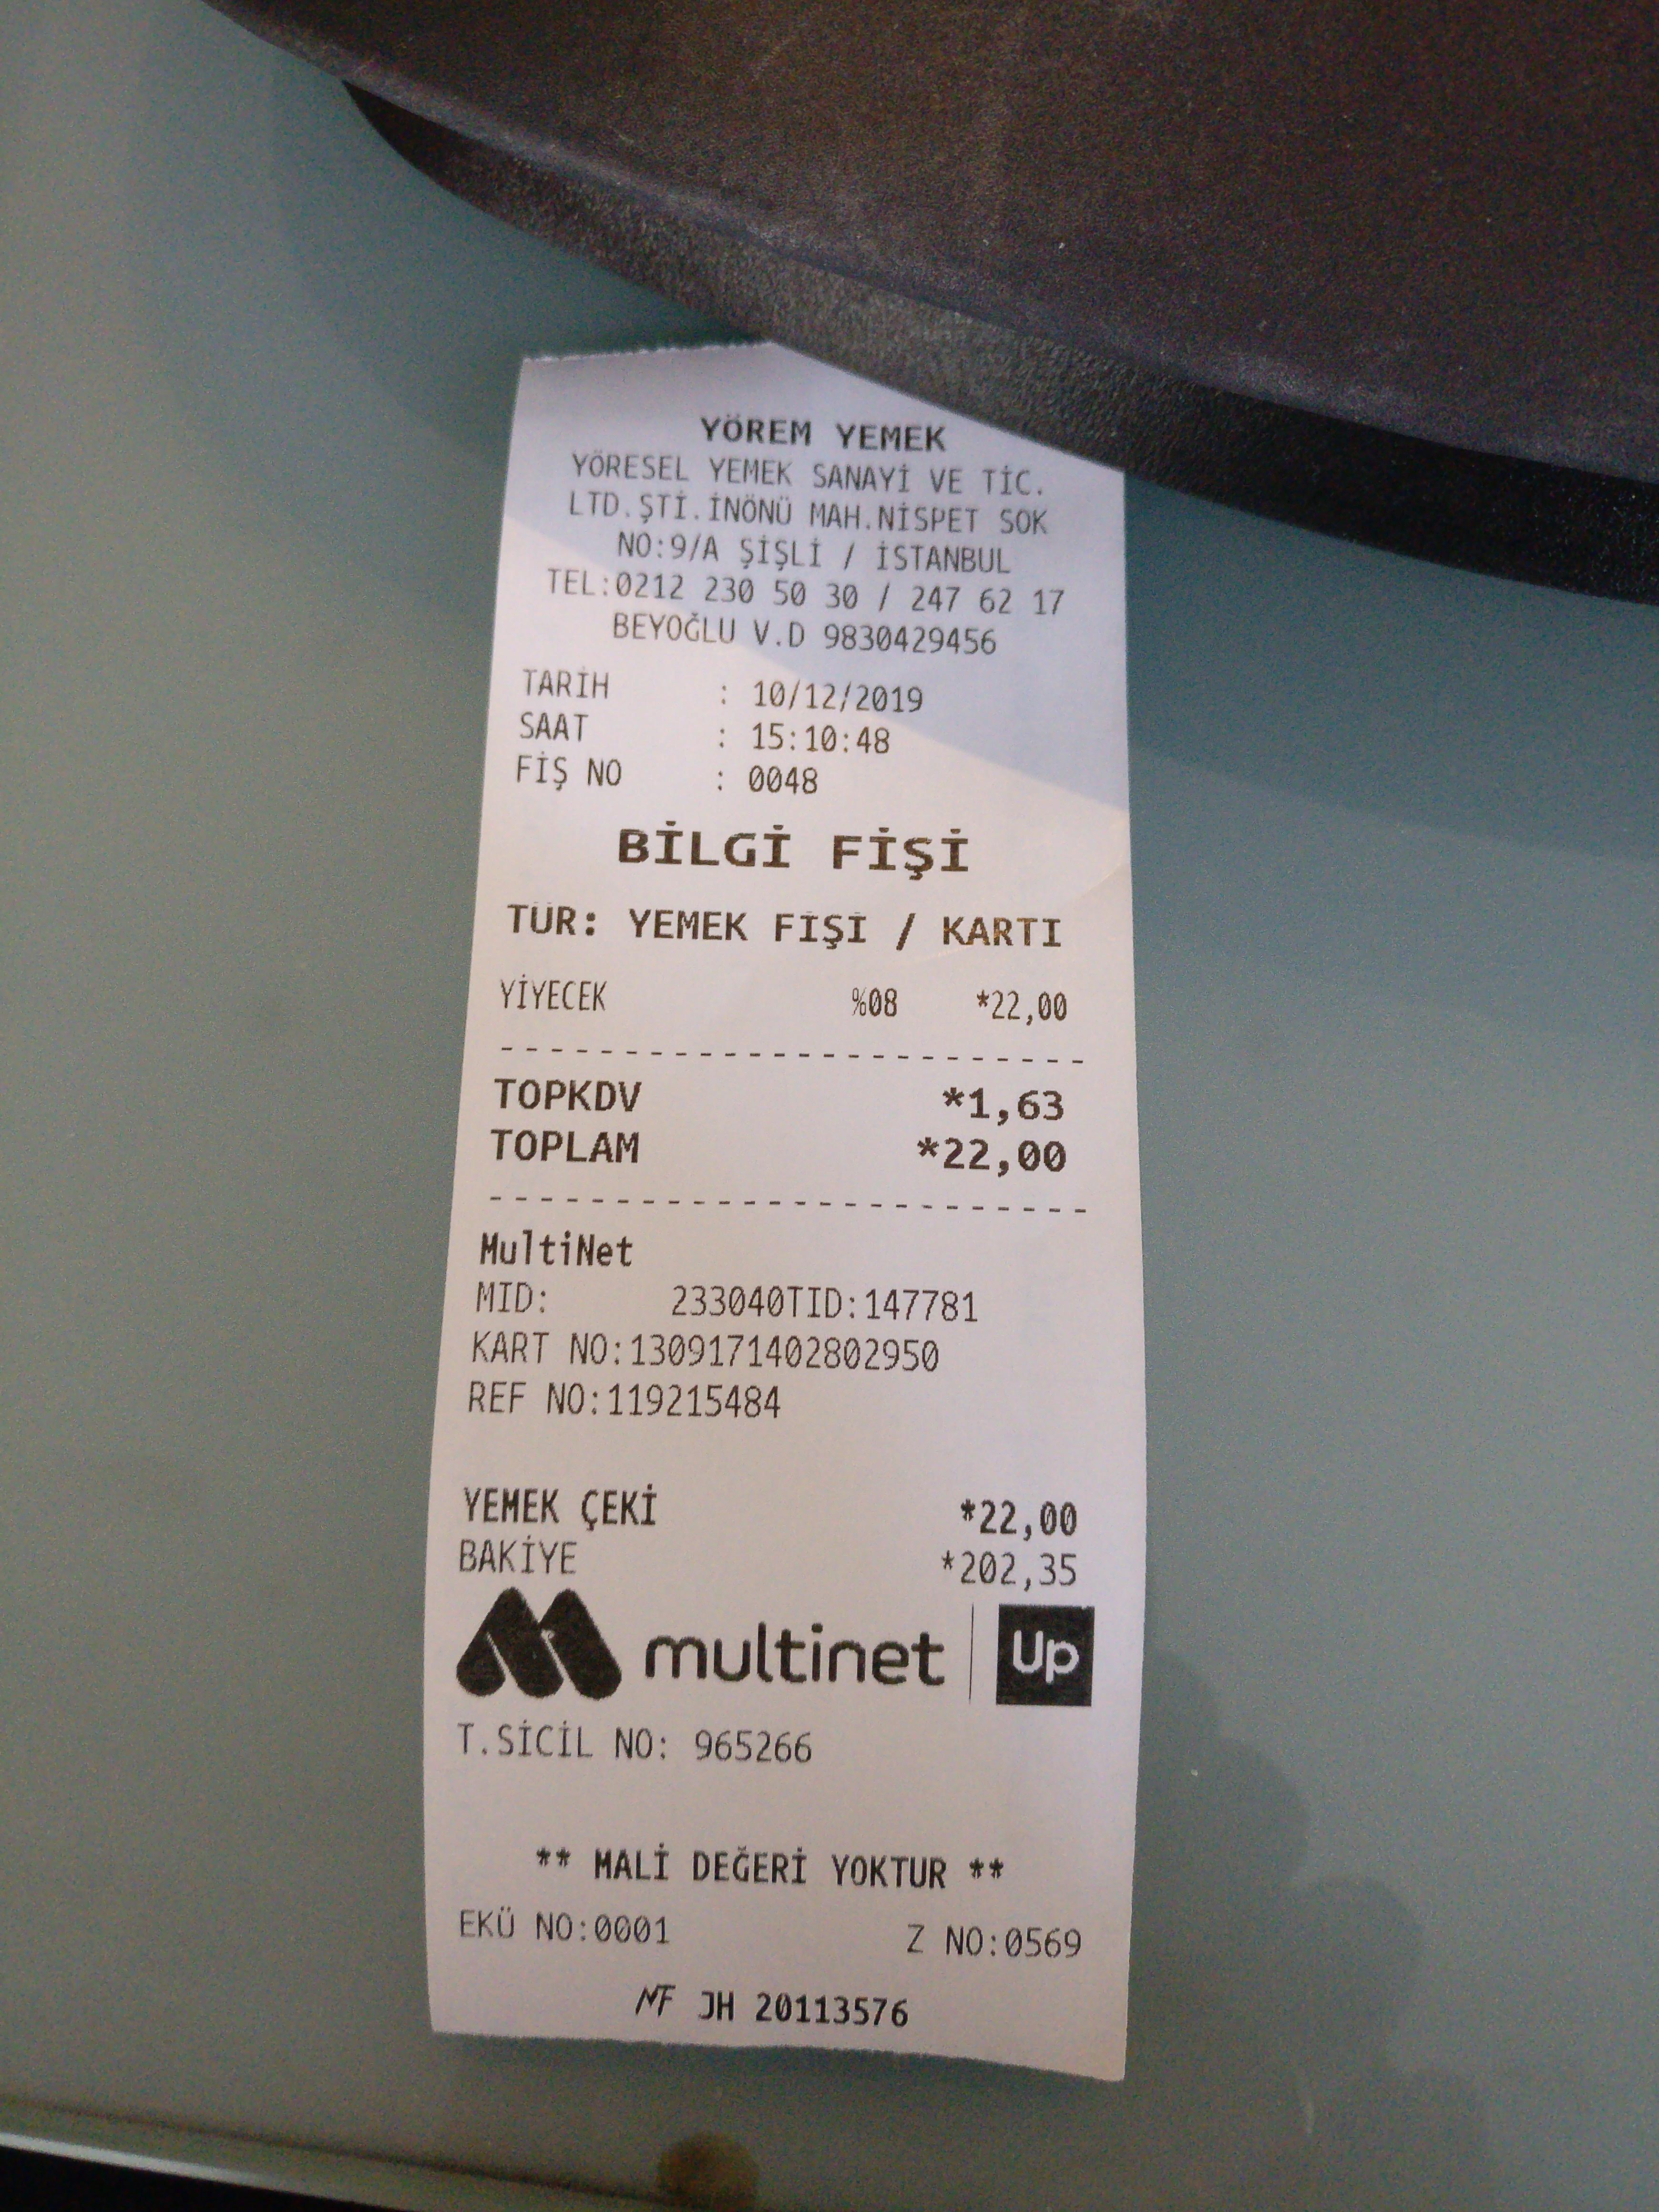 YÖREM YEMEK
YÖRESEL YEMEK SANAYİ VE TİC.
LTD.ŞTİ.İNÖNÜ MAH.NİSPET SOK
NO:9/A ŞİŞLİ / İSTANBUL
TEL:0212 230 50 30 / 247 62 17
BEYOĞLU V.D 9830429456
TARİH : 10/12/2019
SAAT : 15:10:48
FİŞ NO : 0048
BİLGİ FİŞİ
TÜR: YEMEK FİŞİ / KARTI
YİYECEK %08 *22,00
TOPKDV *1,63
TOPLAM *22,00
MultiNet
MID: 233040TID:147781
KART NO:1309171402802950
REF NO:119215484
YEMEK ÇEKİ *22,00
BAKİYE *202,35
multinet Up
T.SİCİL NO: 965266
** MALİ DEĞERİ YOKTUR **
EKÜ NO:0001 Z NO:0569
MF JH 20113576